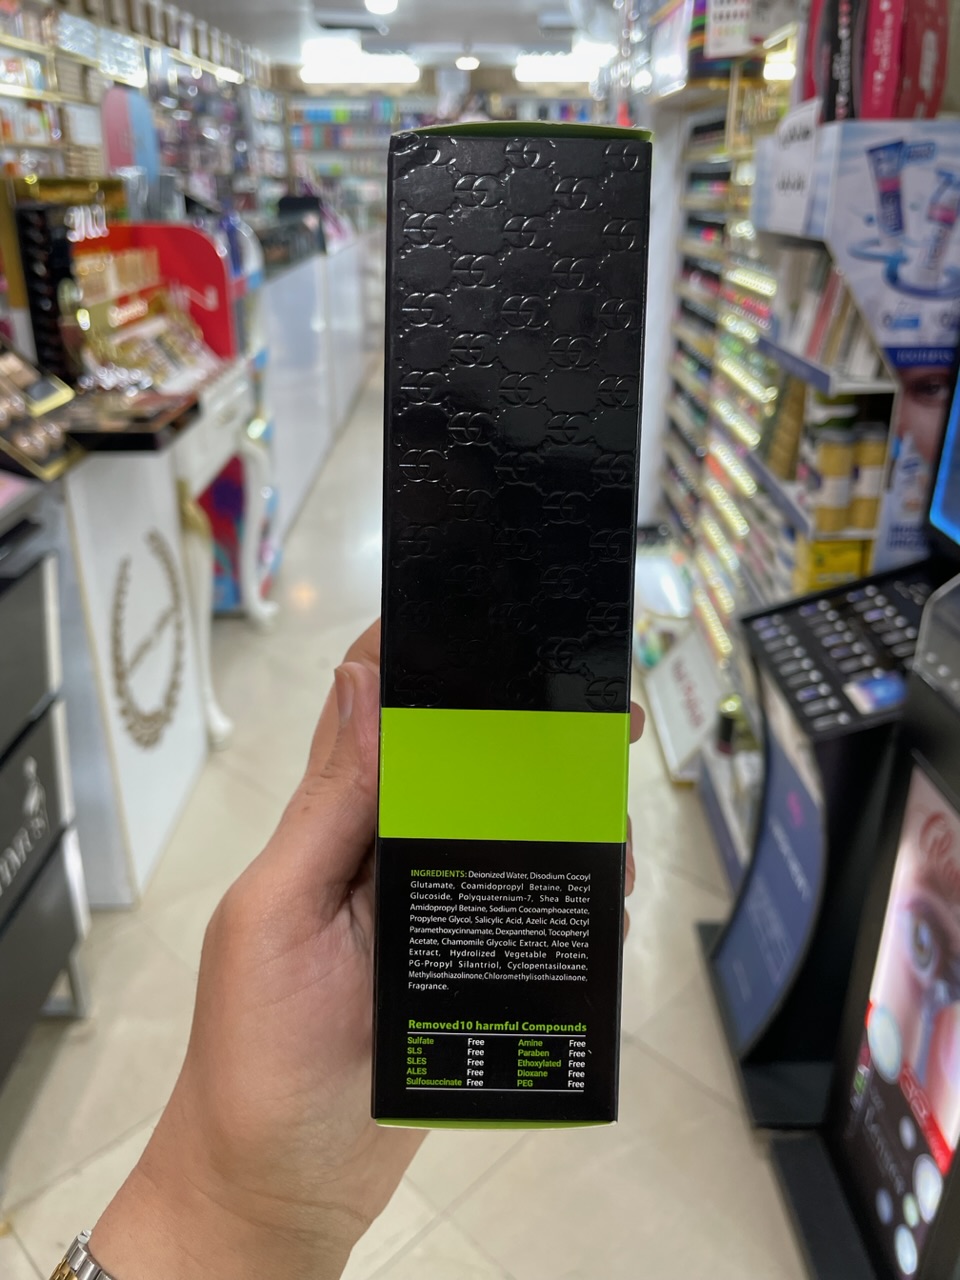 INGREDIENTS: Deionized Water, Disodium Cocoyl
Glutamate, Coamidopropyl Betaine, Decyl
Glucoside, Polyquaternium-7, Shea Butter
Amidopropyl Betaine, Sodium Cocoamphoacetate,
Propylene Glycol, Salicylic Acid, Azelic Acid, Octyl
Paramethoxycinnamate, Dexpanthenol, Tocopheryl
Acetate, Chamomile Glycolic Extract, Aloe Vera
Extract, Hydrolized Vegetable Protein,
PG-Propyl Silantriol, Cyclopentasiloxane,
Methylisothiazolinone,Chloromethylisothiazolinone,
Fragrance.
Removed10 harmful Compounds
Sulfate Free Amine Free
SLS Free Paraben Free
SLES Free Ethoxylated Free
ALES Free Dioxane Free
Sulfosuccinate Free PEG Free